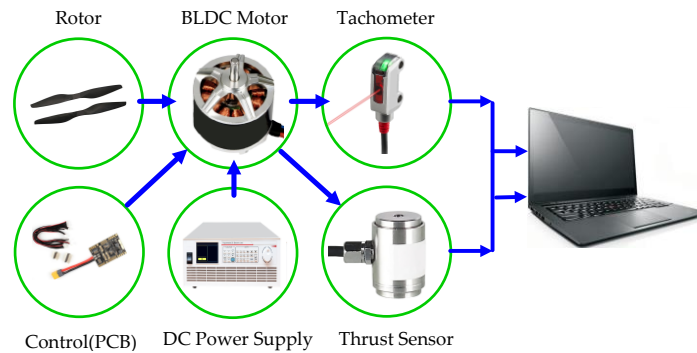 Rotor
BLDC Motor
Tachometer
Control(PCB)
DC Power Supply
Thrust Sensor